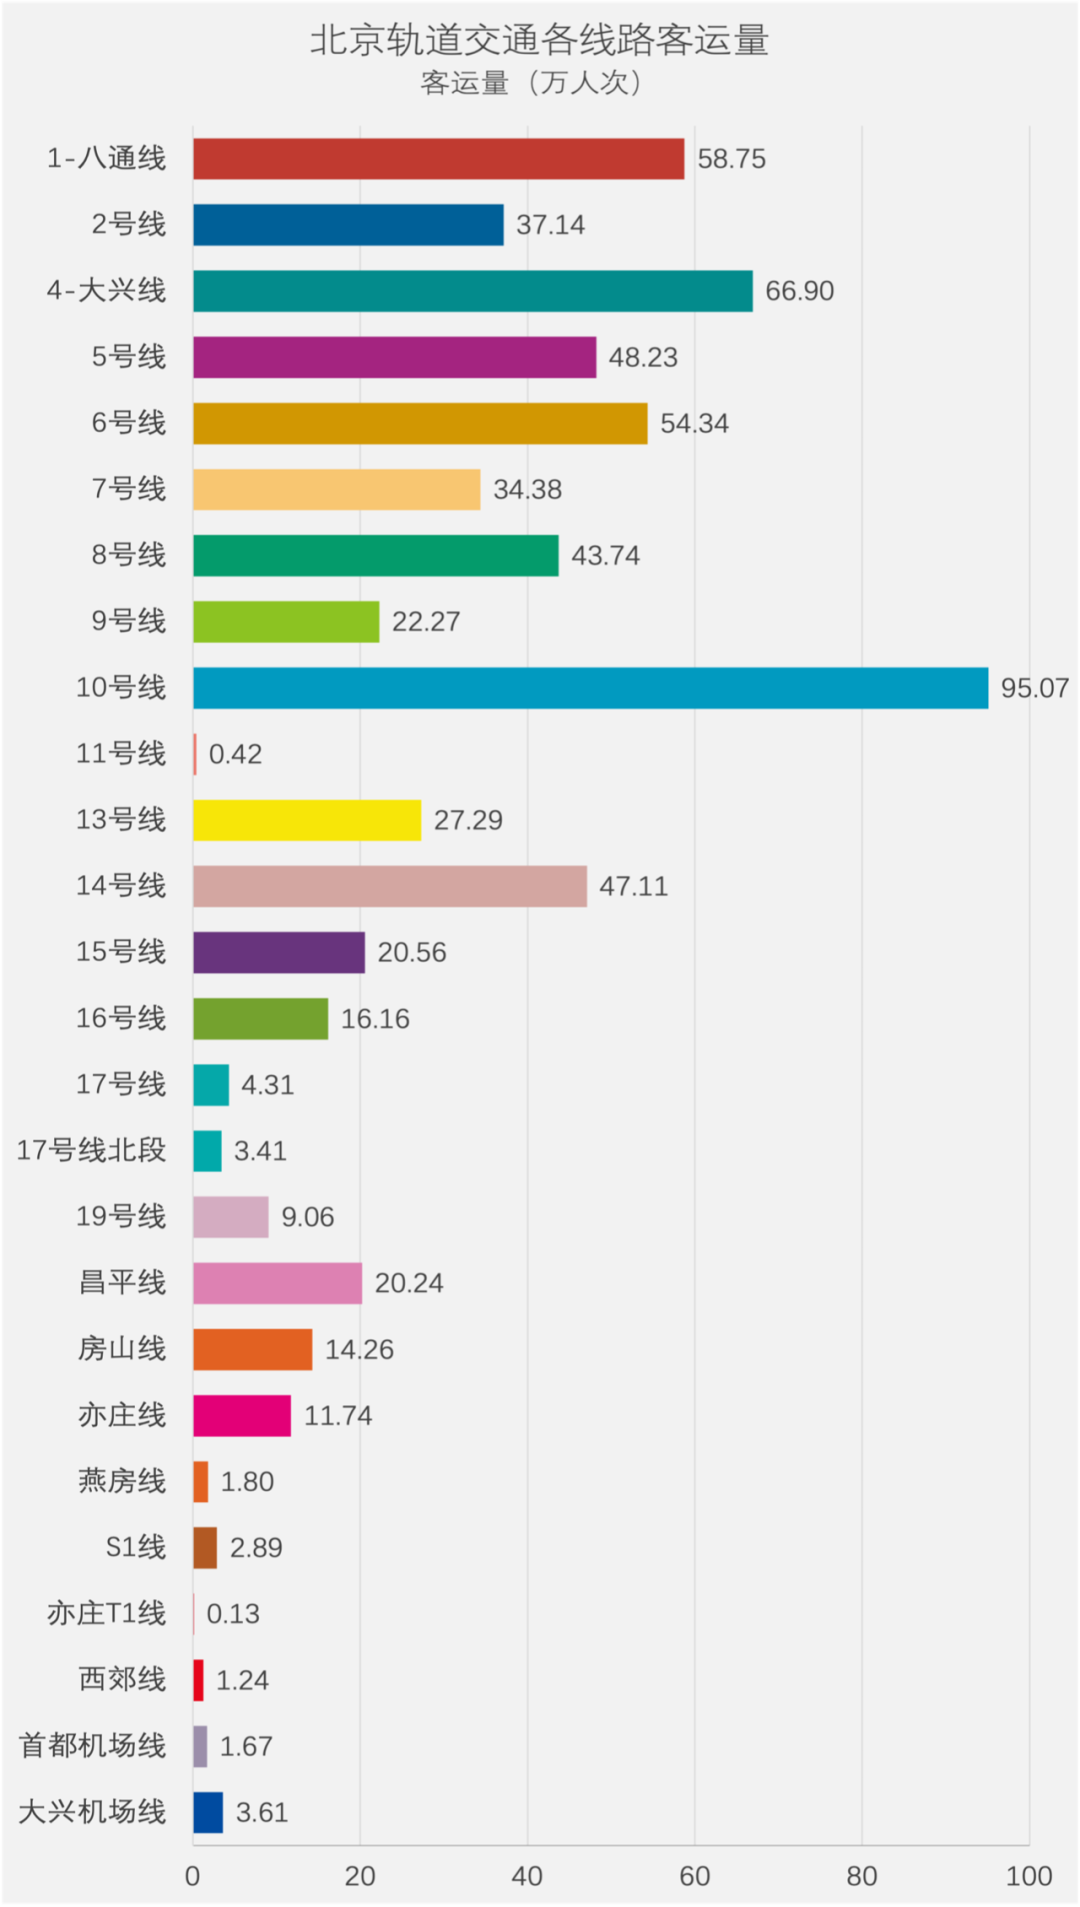 北京轨道交通各线路客运量
客运量（万人次）
1-八通线 58.75
2号线 37.14
4-大兴线 66.90
5号线 48.23
6号线 54.34
7号线 34.38
8号线 43.74
9号线 22.27
10号线 95.07
11号线 0.42
13号线 27.29
14号线 47.11
15号线 20.56
16号线 16.16
17号线 4.31
17号线北段 3.41
19号线 9.06
昌平线 20.24
房山线 14.26
亦庄线 11.74
燕房线 1.80
S1线 2.89
亦庄T1线 0.13
西郊线 1.24
首都机场线 1.67
大兴机场线 3.61
0 20 40 60 80 100